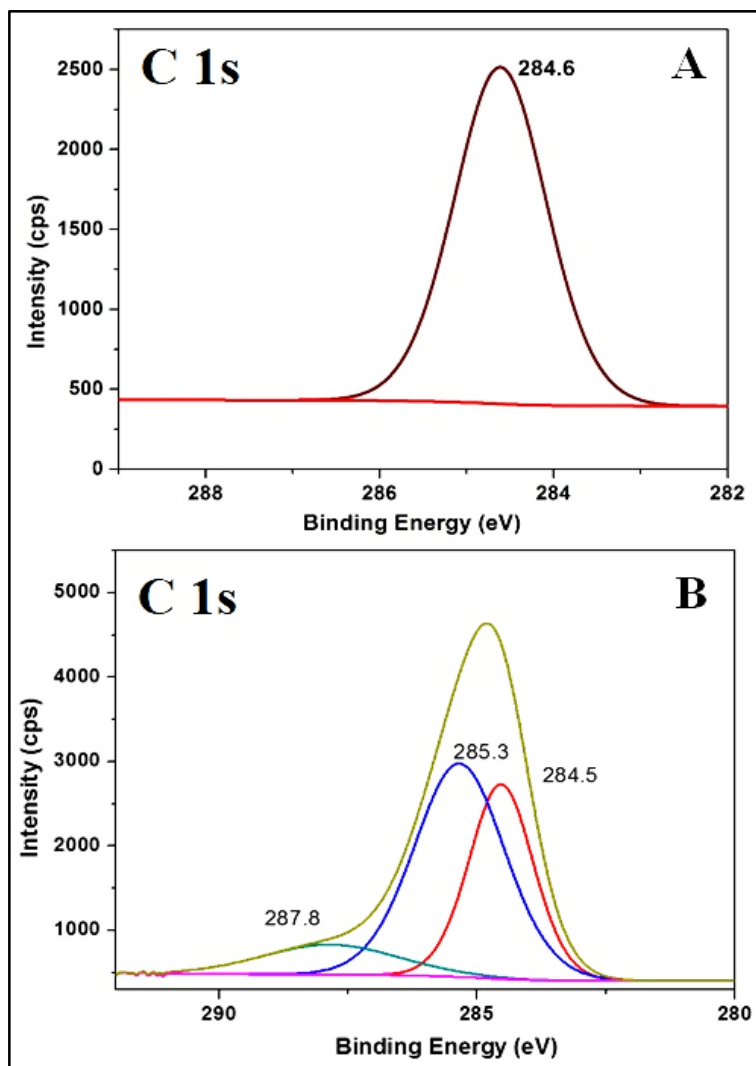 C 1s
A
284.6
2500
2000
1500
1000
500
0
Intensity (cps)
288
286
284
282
Binding Energy (eV)
C 1s
B
5000
4000
3000
2000
1000
Intensity (cps)
285.3
284.5
287.8
290
285
280
Binding Energy (eV)